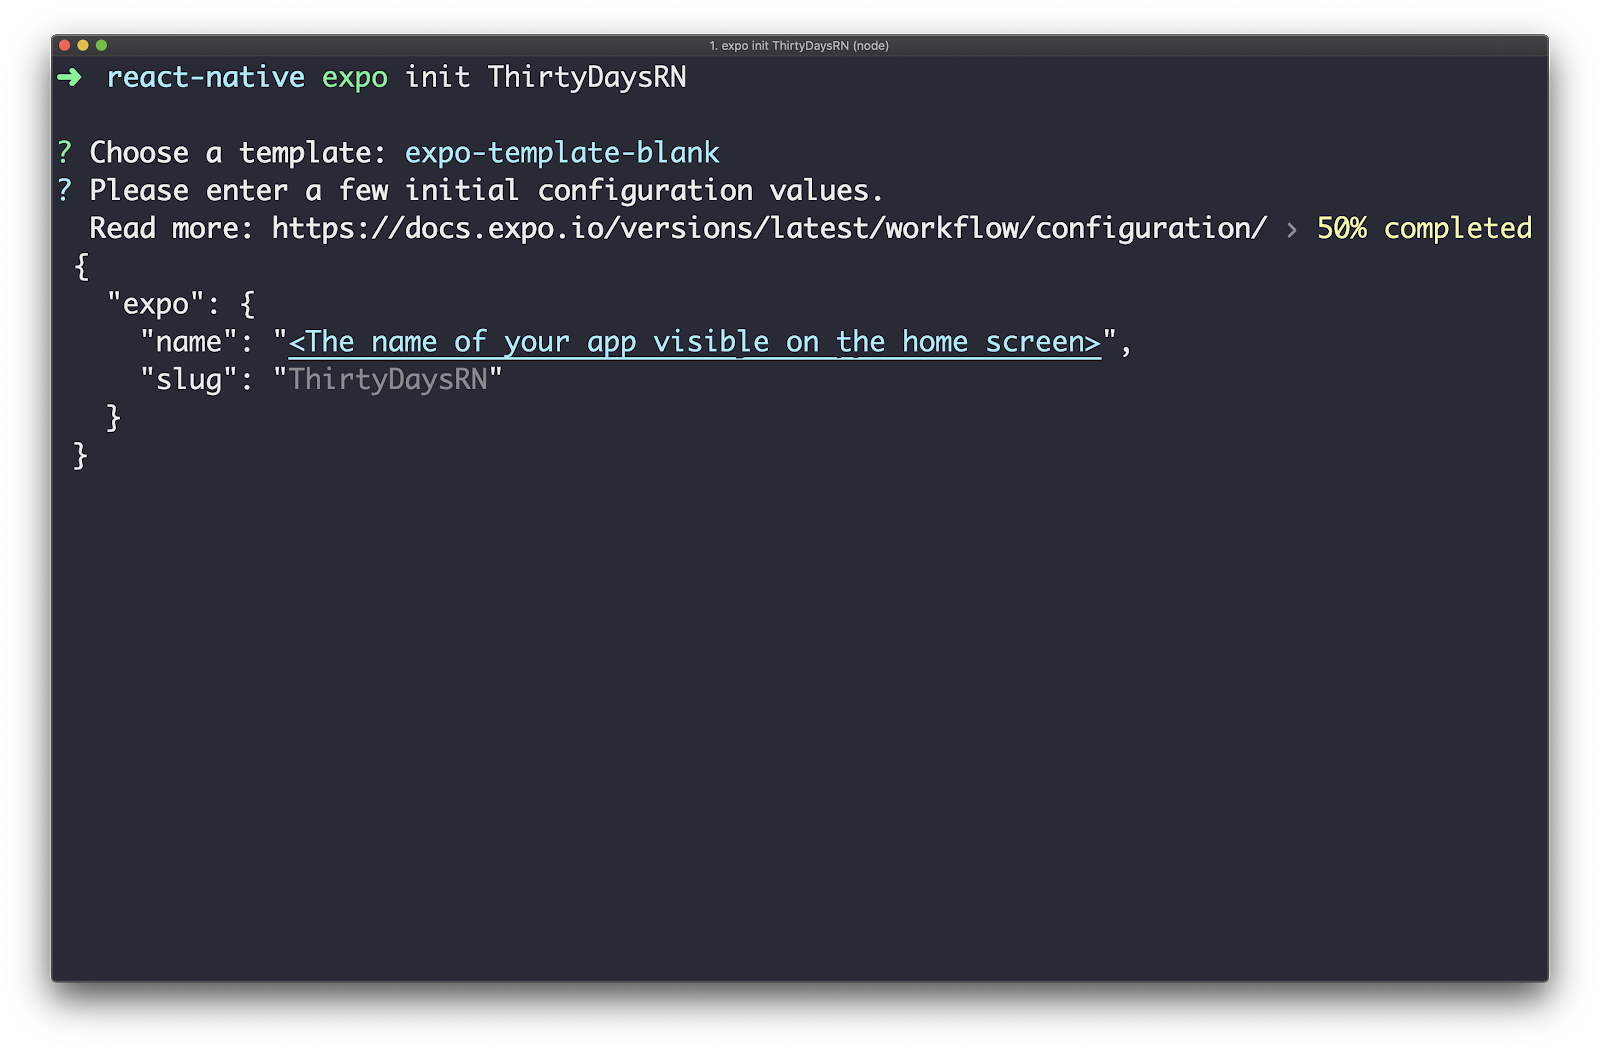 1. expo init ThirtyDaysRN (node)
➜ react-native expo init ThirtyDaysRN
? Choose a template: expo-template-blank
? Please enter a few initial configuration values.
Read more: https://docs.expo.io/versions/latest/workflow/configuration/ › 50% completed
{
"expo": {
"name": "<The name of your app visible on the home screen>",
"slug": "ThirtyDaysRN"
}
}